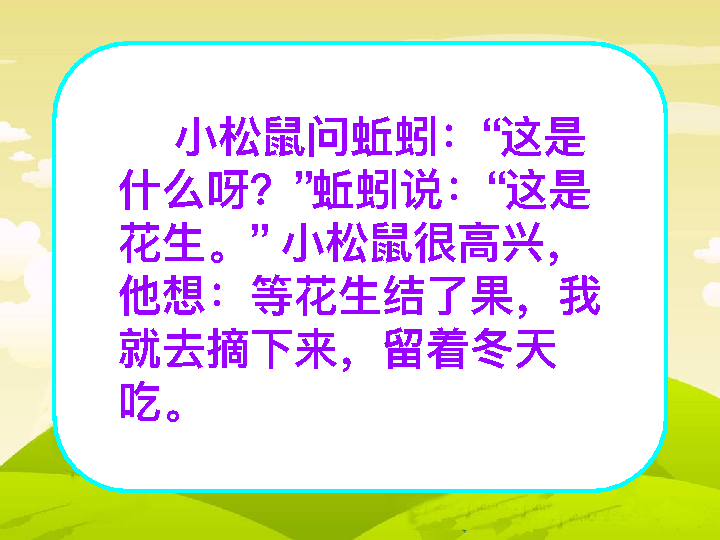 小松鼠问蚯蚓：“这是
什么呀？”蚯蚓说：“这是
花生。” 小松鼠很高兴，
他想：等花生结了果，我
就去摘下来，留着冬天
吃。